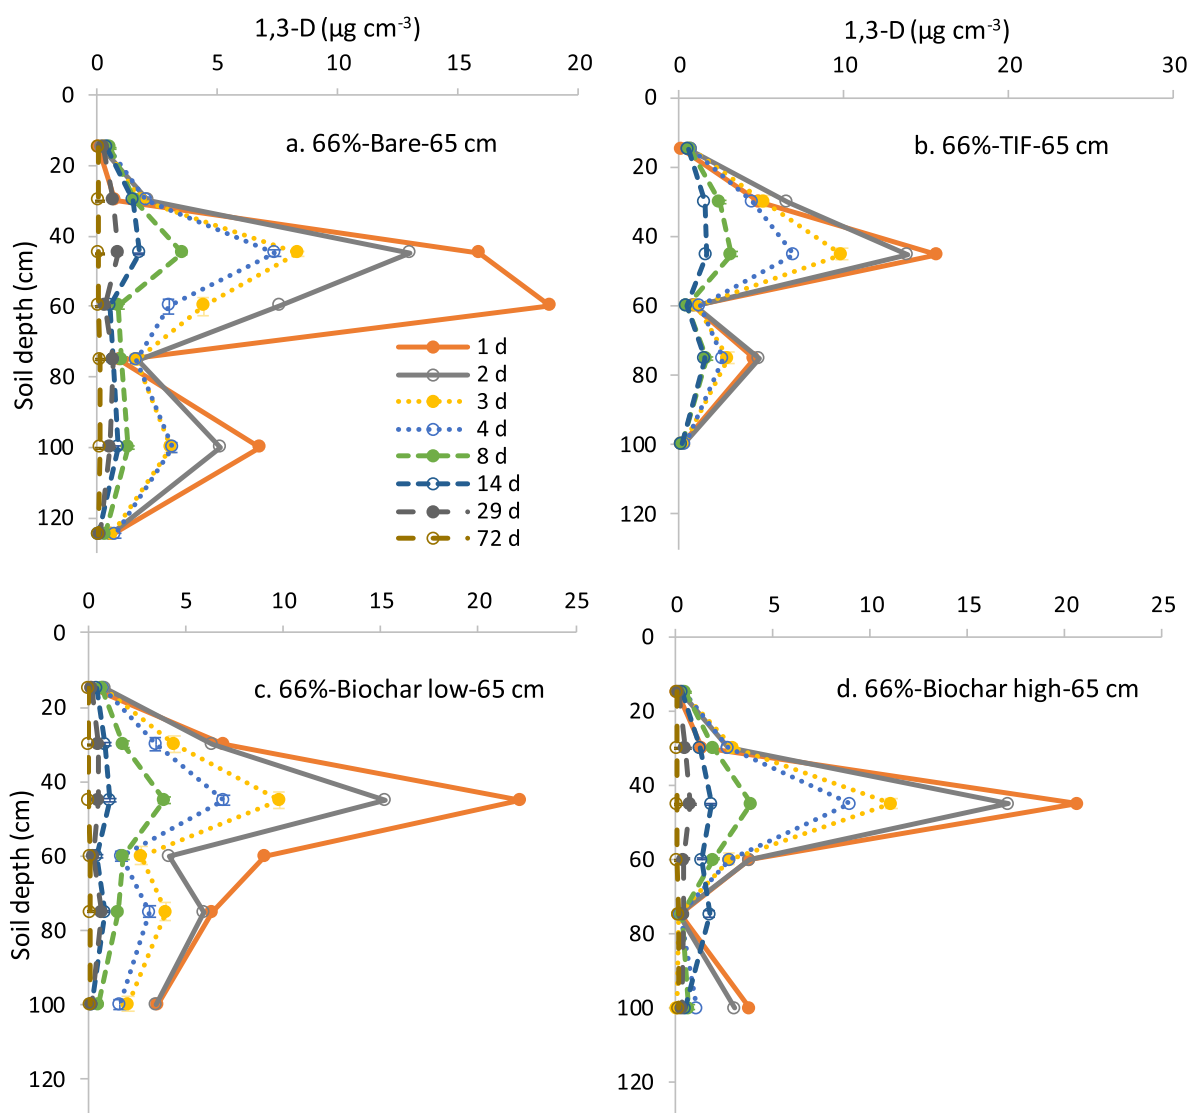 1,3-D (µg cm-3)
0 5 10 15 20
0
20
40
60
80
100
120
Soil depth (cm)
a. 66%-Bare-65 cm
1 d
2 d
3 d
4 d
8 d
14 d
29 d
72 d
1,3-D (µg cm-3)
0 10 20 30
0
20
40
60
80
100
120
b. 66%-TIF-65 cm
0 5 10 15 20 25
0
20
40
60
80
100
120
Soil depth (cm)
c. 66%-Biochar low-65 cm
0 5 10 15 20 25
0
20
40
60
80
100
120
d. 66%-Biochar high-65 cm